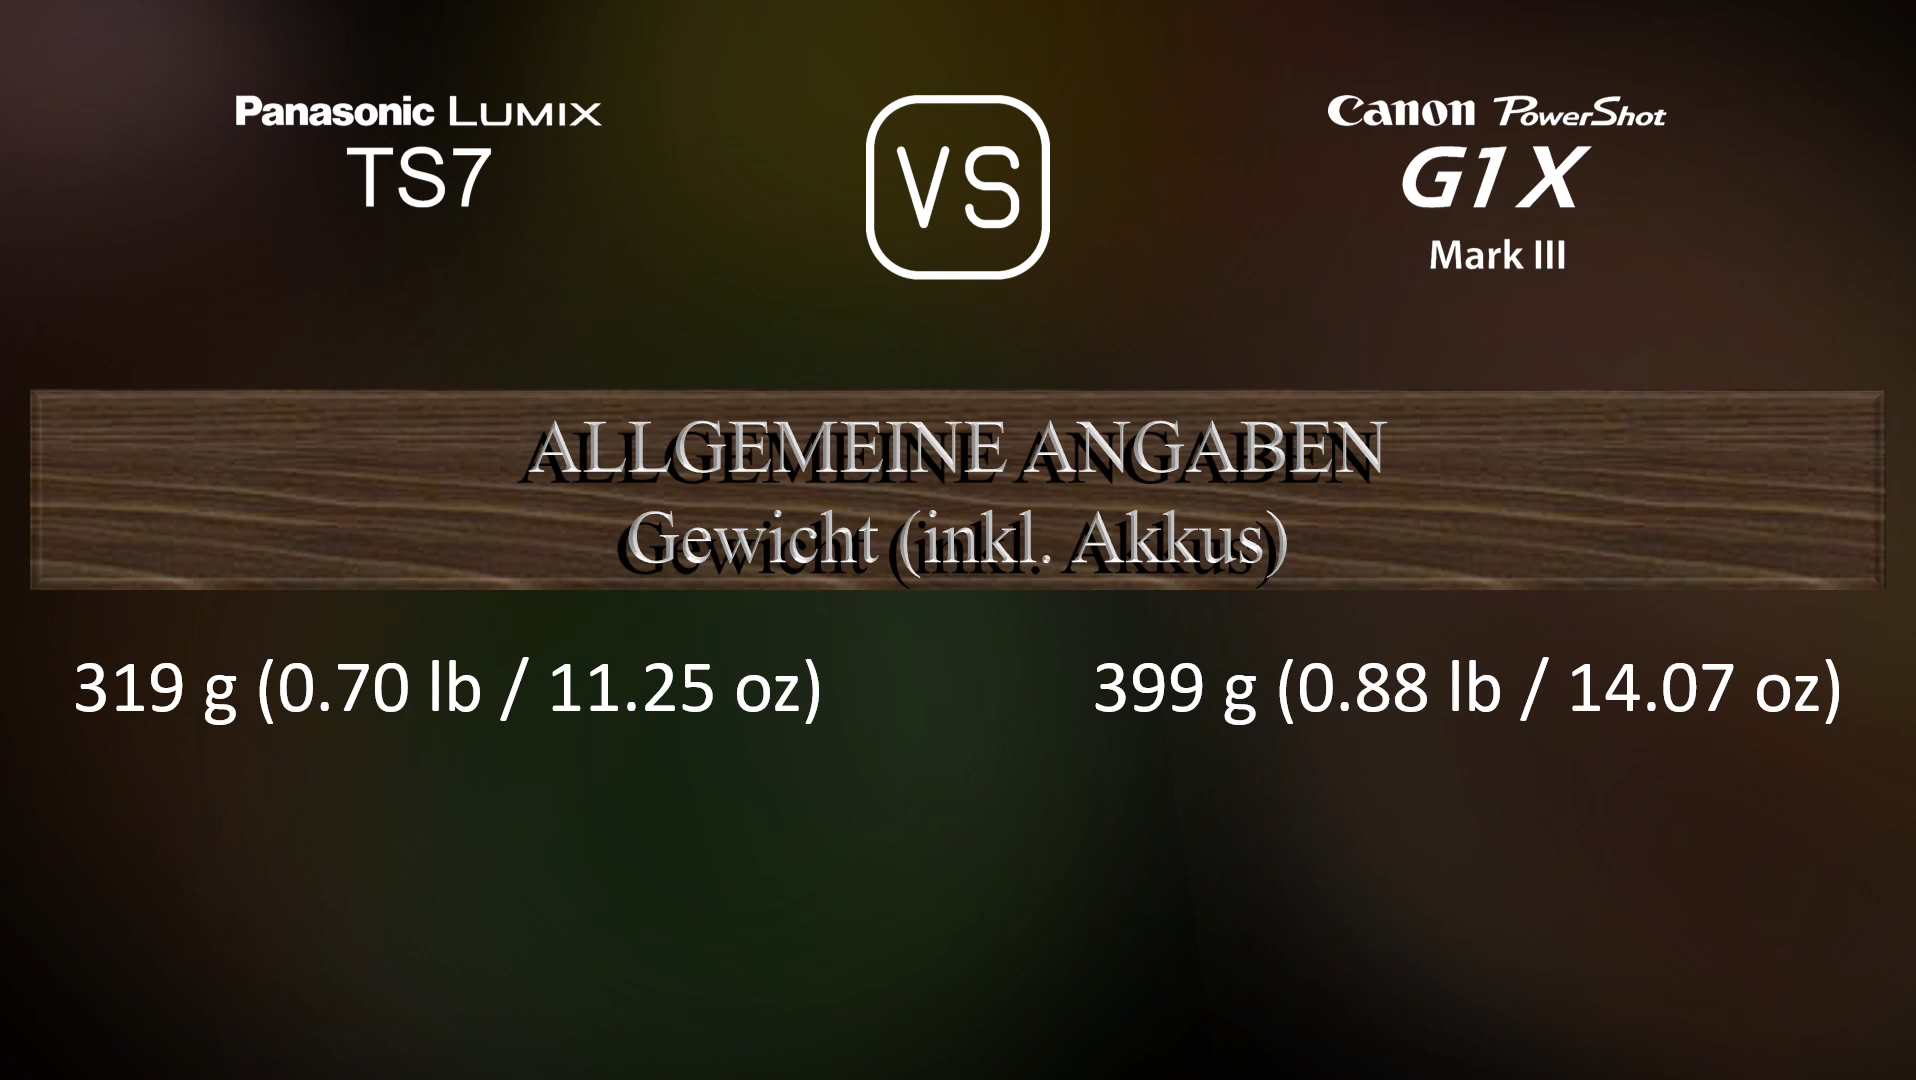 Panasonic LUMIX
TS7
VS
Canon PowerShot
G1 X
Mark III
ALLGEMEINE ANGABEN
Gewicht (inkl. Akkus)
319 g (0.70 lb / 11.25 oz)
399 g (0.88 lb / 14.07 oz)